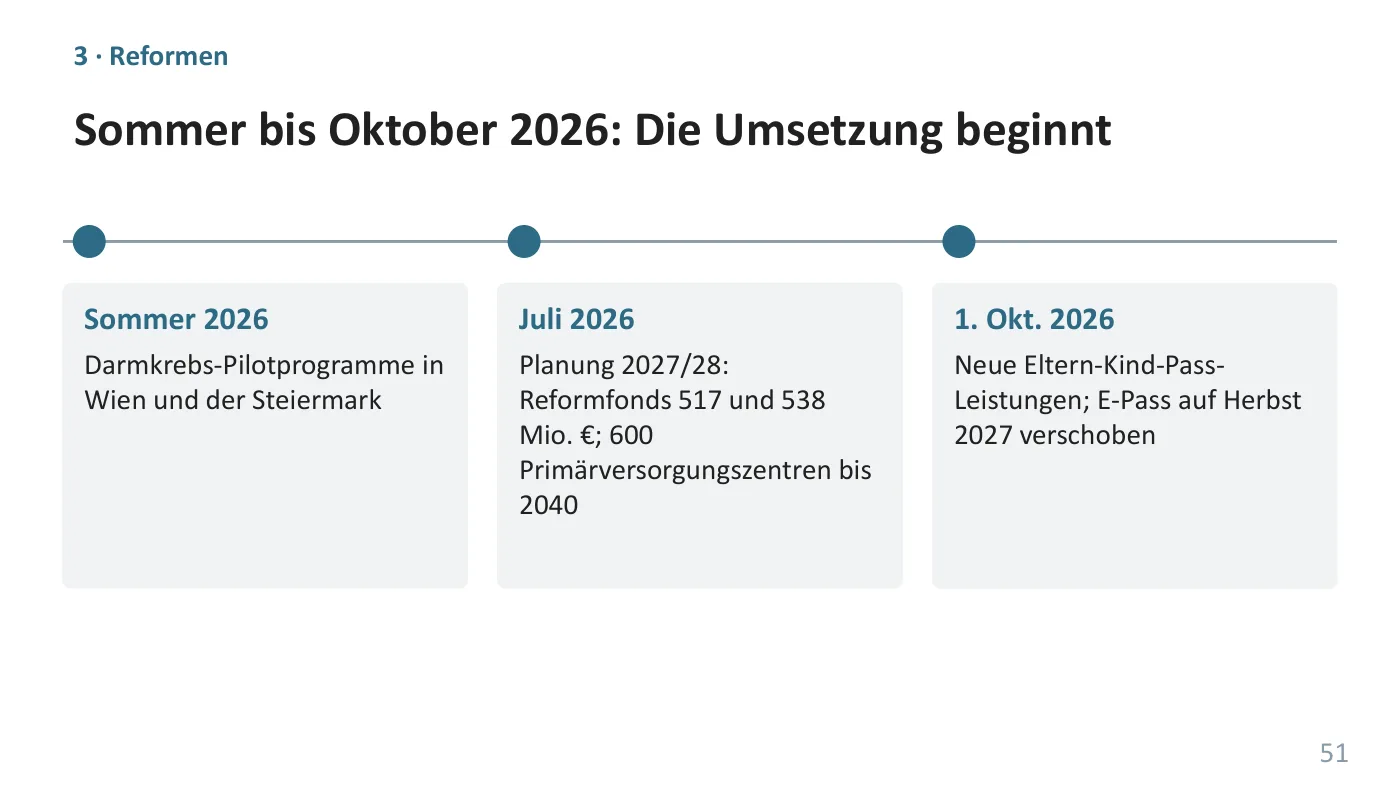 3 · Reformen
Sommer bis Oktober 2026: Die Umsetzung beginnt
Sommer 2026
Darmkrebs-Pilotprogramme in
Wien und der Steiermark
Juli 2026
Planung 2027/28:
Reformfonds 517 und 538
Mio. €; 600
Primärversorgungszentren bis
2040
1. Okt. 2026
Neue Eltern-Kind-Pass-
Leistungen; E-Pass auf Herbst
2027 verschoben
51